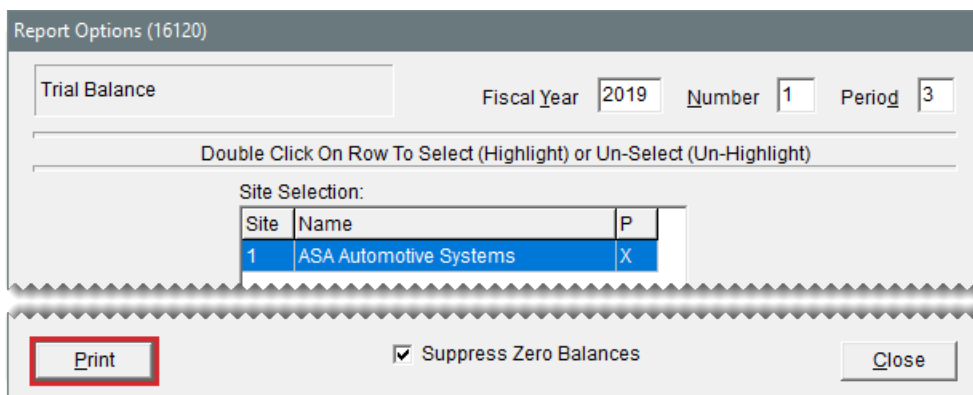 Report Options (16120)
Trial Balance Fiscal Year 2019 Number 1 Period 3
Double Click On Row To Select (Highlight) or Un-Select (Un-Highlight)
Site Selection:
Site Name P
1 ASA Automotive Systems X
Print Suppress Zero Balances Close